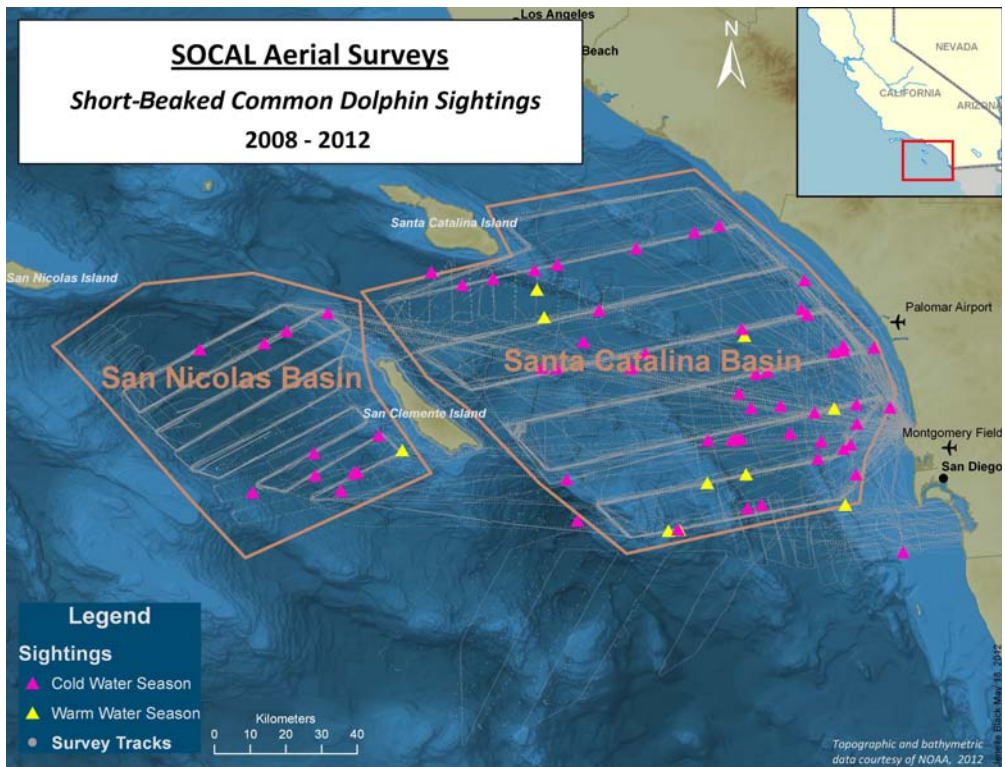 SOCAL Aerial Surveys
Short-Beaked Common Dolphin Sightings
2008 - 2012
Los Angeles
Beach
N
NEVADA
CALIFORNIA
ARIZONA
Santa Catalina Island
San Nicolas Island
Palomar Airport
Santa Catalina Basin
San Nicolas Basin
San Clemente Island
Montgomery Field
San Diego
Legend
Sightings
Cold Water Season
Warm Water Season
Survey Tracks
Kilometers
0 10 20 40
Topographic and bathymetric
data courtesy of NOAA, 2012
2012